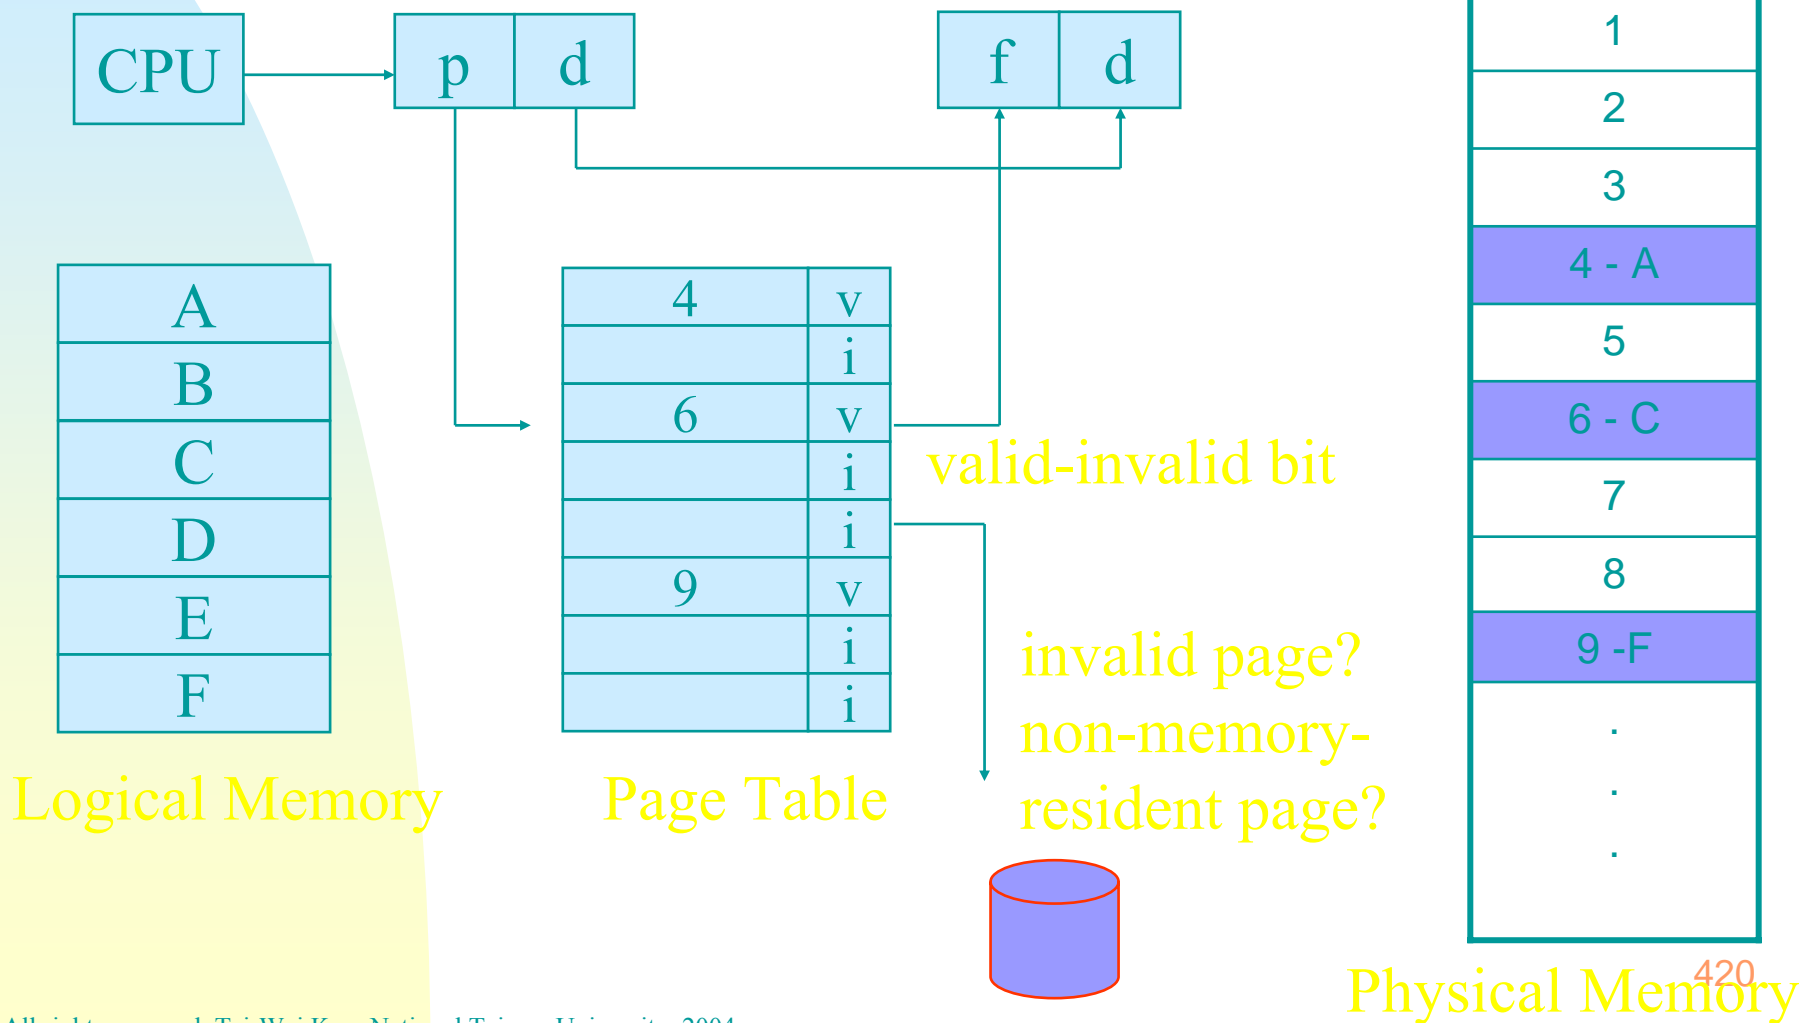 CPU
p d
f d
1
2
3
4 - A
5
6 - C
7
8
9 -F
.
.
.
A
B
C
D
E
F
4 v
i
6 v
i
i
9 v
i
i
valid-invalid bit
invalid page?
non-memory-
resident page?
Logical Memory
Page Table
Physical Memory
420